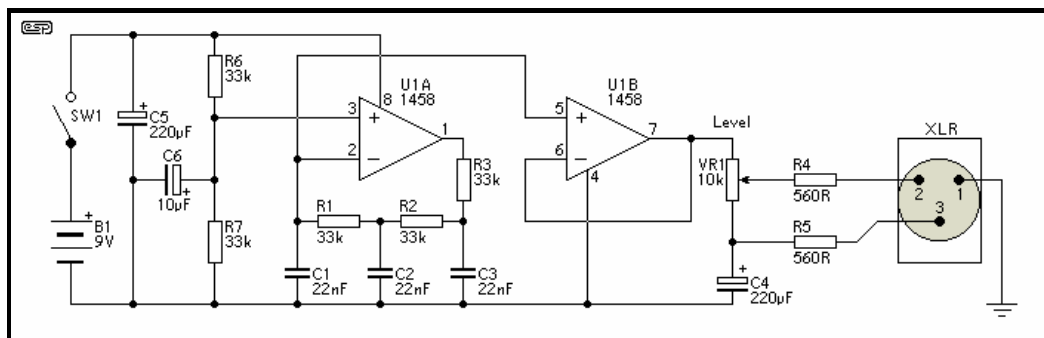 esp
SW1
C5
220µF
C6
10µF
B1
9V
R6
33k
R7
33k
U1A
1458
3
2
8
1
+
−
R3
33k
R1
33k
R2
33k
C1
22nF
C2
22nF
C3
22nF
U1B
1458
5
6
7
4
+
−
Level
VR1
10k
R4
560R
R5
560R
C4
220µF
XLR
2
1
3
+
+
+
+